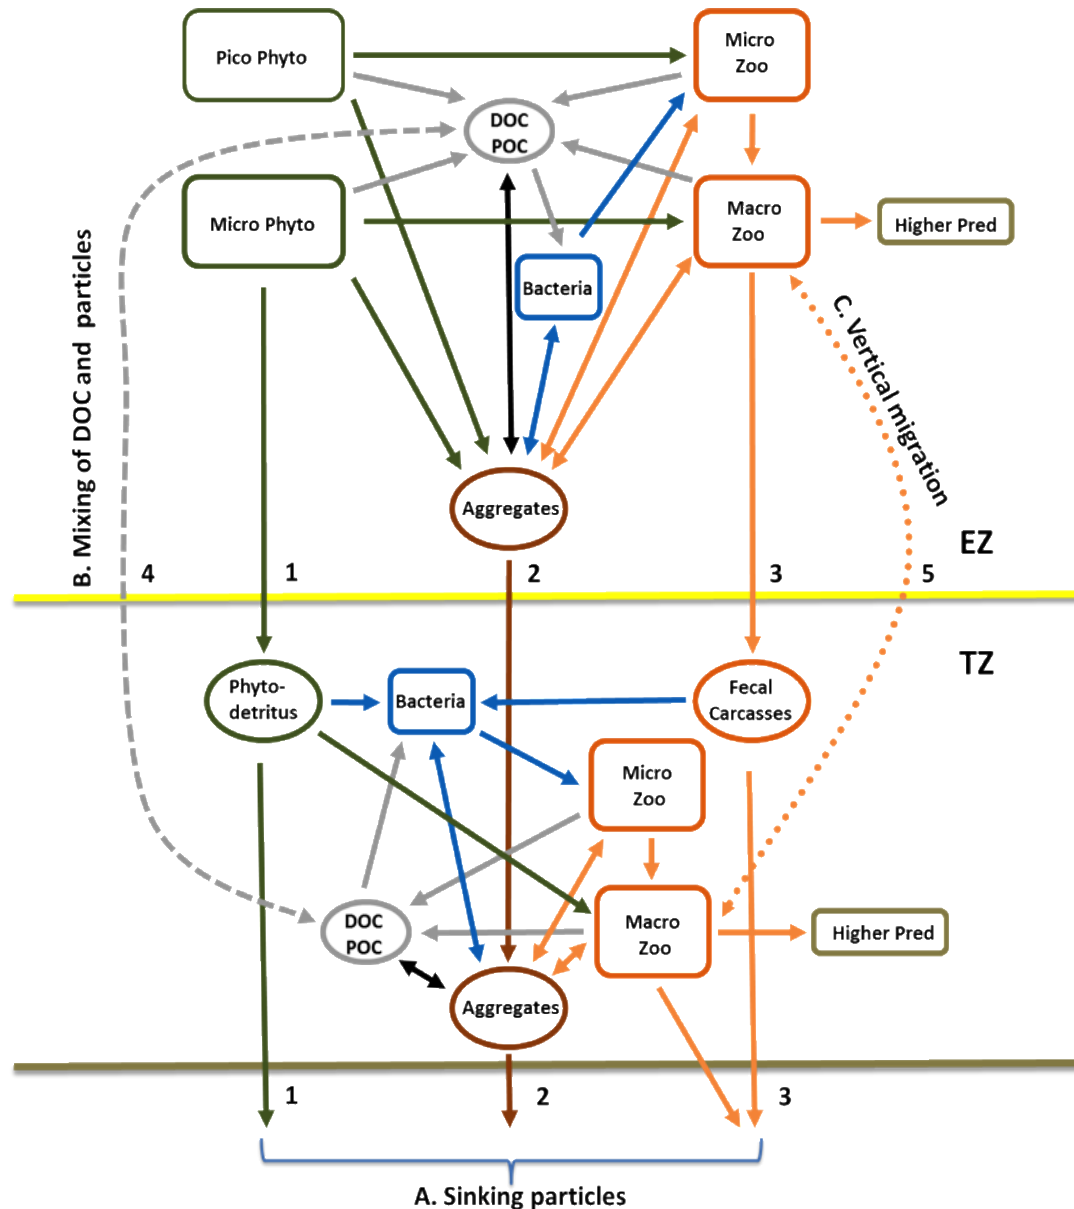 Pico Phyto
Micro
Zoo
DOC
POC
Micro Phyto
Macro
Zoo
Higher Pred
Bacteria
B. Mixing of DOC and particles
C. Vertical migration
Aggregates
EZ
4
1
2
3
5
TZ
Phyto-
detritus
Bacteria
Fecal
Carcasses
Micro
Zoo
DOC
POC
Macro
Zoo
Higher Pred
Aggregates
1
2
3
A. Sinking particles